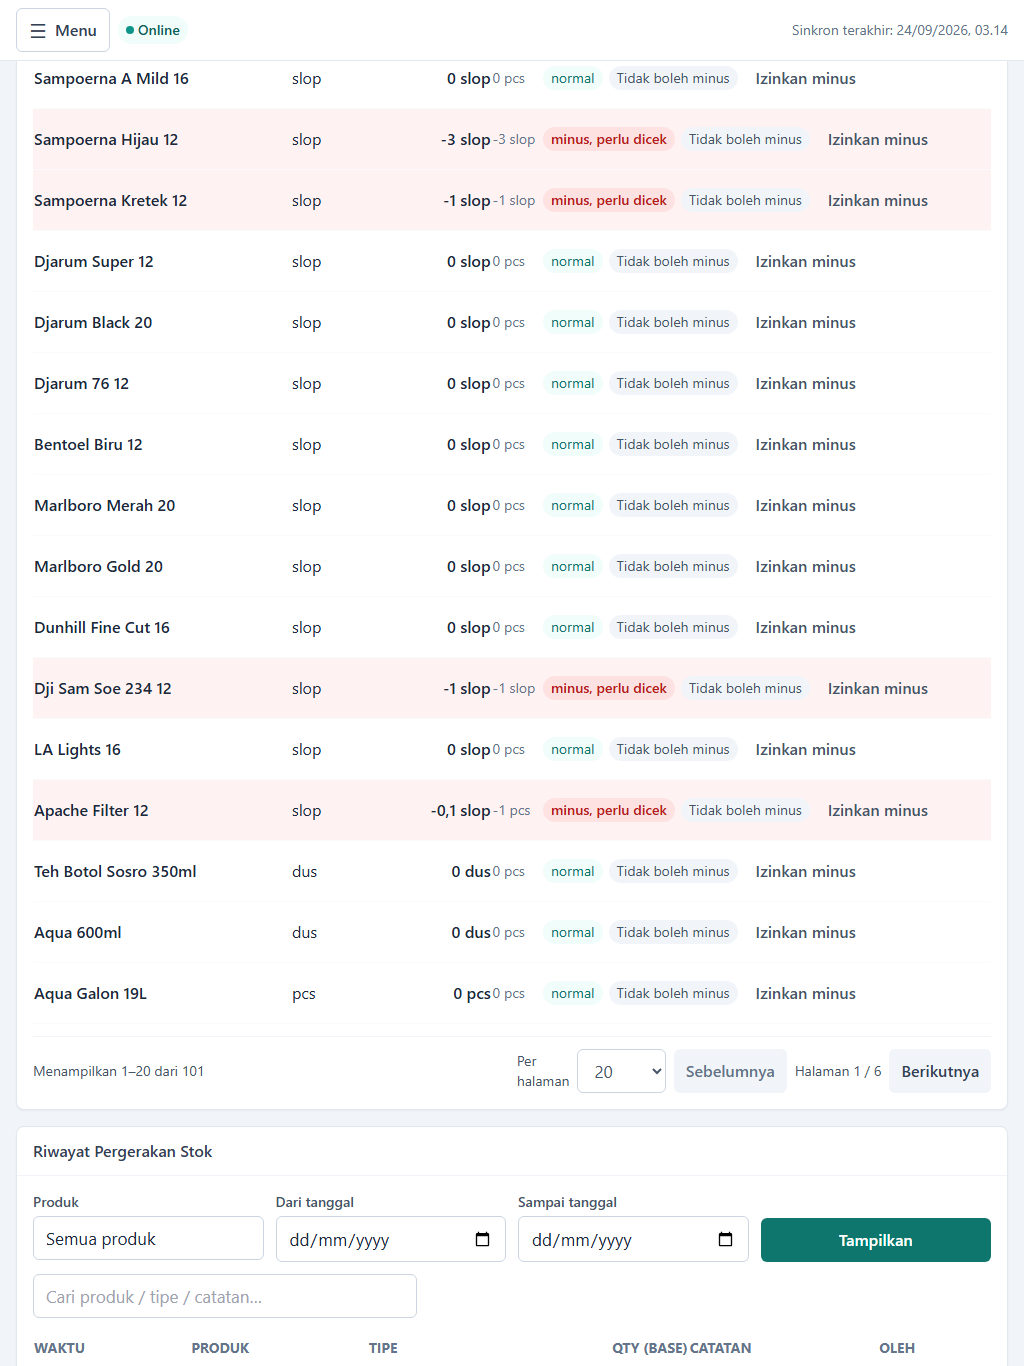 ☰ Menu
Online
Sinkron terakhir: 24/09/2026, 03.14
Sampoerna A Mild 16 slop 0 slop 0 pcs normal Tidak boleh minus Izinkan minus
Sampoerna Hijau 12 slop -3 slop -3 slop minus, perlu dicek Tidak boleh minus Izinkan minus
Sampoerna Kretek 12 slop -1 slop -1 slop minus, perlu dicek Tidak boleh minus Izinkan minus
Djarum Super 12 slop 0 slop 0 pcs normal Tidak boleh minus Izinkan minus
Djarum Black 20 slop 0 slop 0 pcs normal Tidak boleh minus Izinkan minus
Djarum 76 12 slop 0 slop 0 pcs normal Tidak boleh minus Izinkan minus
Bentoel Biru 12 slop 0 slop 0 pcs normal Tidak boleh minus Izinkan minus
Marlboro Merah 20 slop 0 slop 0 pcs normal Tidak boleh minus Izinkan minus
Marlboro Gold 20 slop 0 slop 0 pcs normal Tidak boleh minus Izinkan minus
Dunhill Fine Cut 16 slop 0 slop 0 pcs normal Tidak boleh minus Izinkan minus
Dji Sam Soe 234 12 slop -1 slop -1 slop minus, perlu dicek Tidak boleh minus Izinkan minus
LA Lights 16 slop 0 slop 0 pcs normal Tidak boleh minus Izinkan minus
Apache Filter 12 slop -0,1 slop -1 pcs minus, perlu dicek Tidak boleh minus Izinkan minus
Teh Botol Sosro 350ml dus 0 dus 0 pcs normal Tidak boleh minus Izinkan minus
Aqua 600ml dus 0 dus 0 pcs normal Tidak boleh minus Izinkan minus
Aqua Galon 19L pcs 0 pcs 0 pcs normal Tidak boleh minus Izinkan minus
Menampilkan 1–20 dari 101
Per
halaman
20
Sebelumnya
Halaman 1 / 6
Berikutnya
Riwayat Pergerakan Stok
Produk Dari tanggal Sampai tanggal
Semua produk dd/mm/yyyy dd/mm/yyyy Tampilkan
Cari produk / tipe / catatan...
WAKTU PRODUK TIPE QTY (BASE) CATATAN OLEH